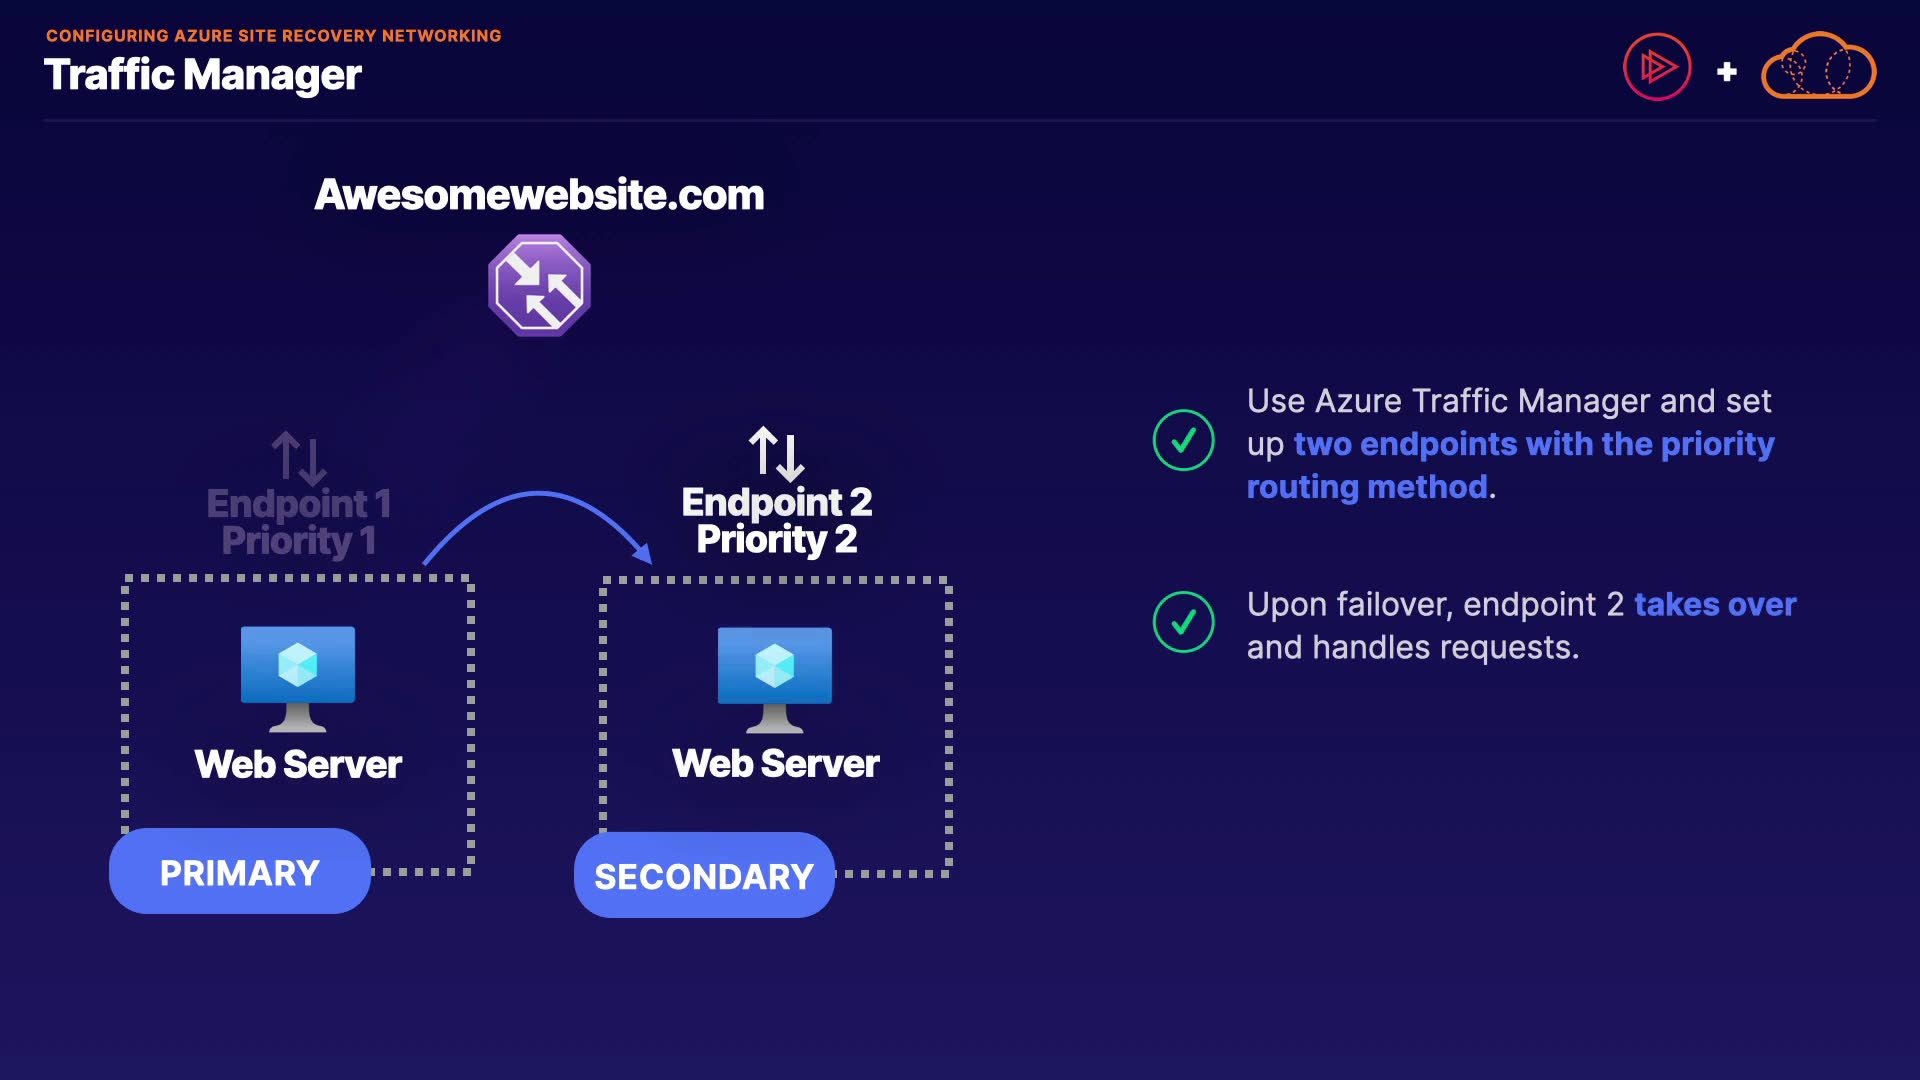 CONFIGURING AZURE SITE RECOVERY NETWORKING
Traffic Manager
Awesomewebsite.com
Endpoint 1
Priority 1
Endpoint 2
Priority 2
Web Server
Web Server
PRIMARY
SECONDARY
Use Azure Traffic Manager and set
up two endpoints with the priority
routing method.
Upon failover, endpoint 2 takes over
and handles requests.